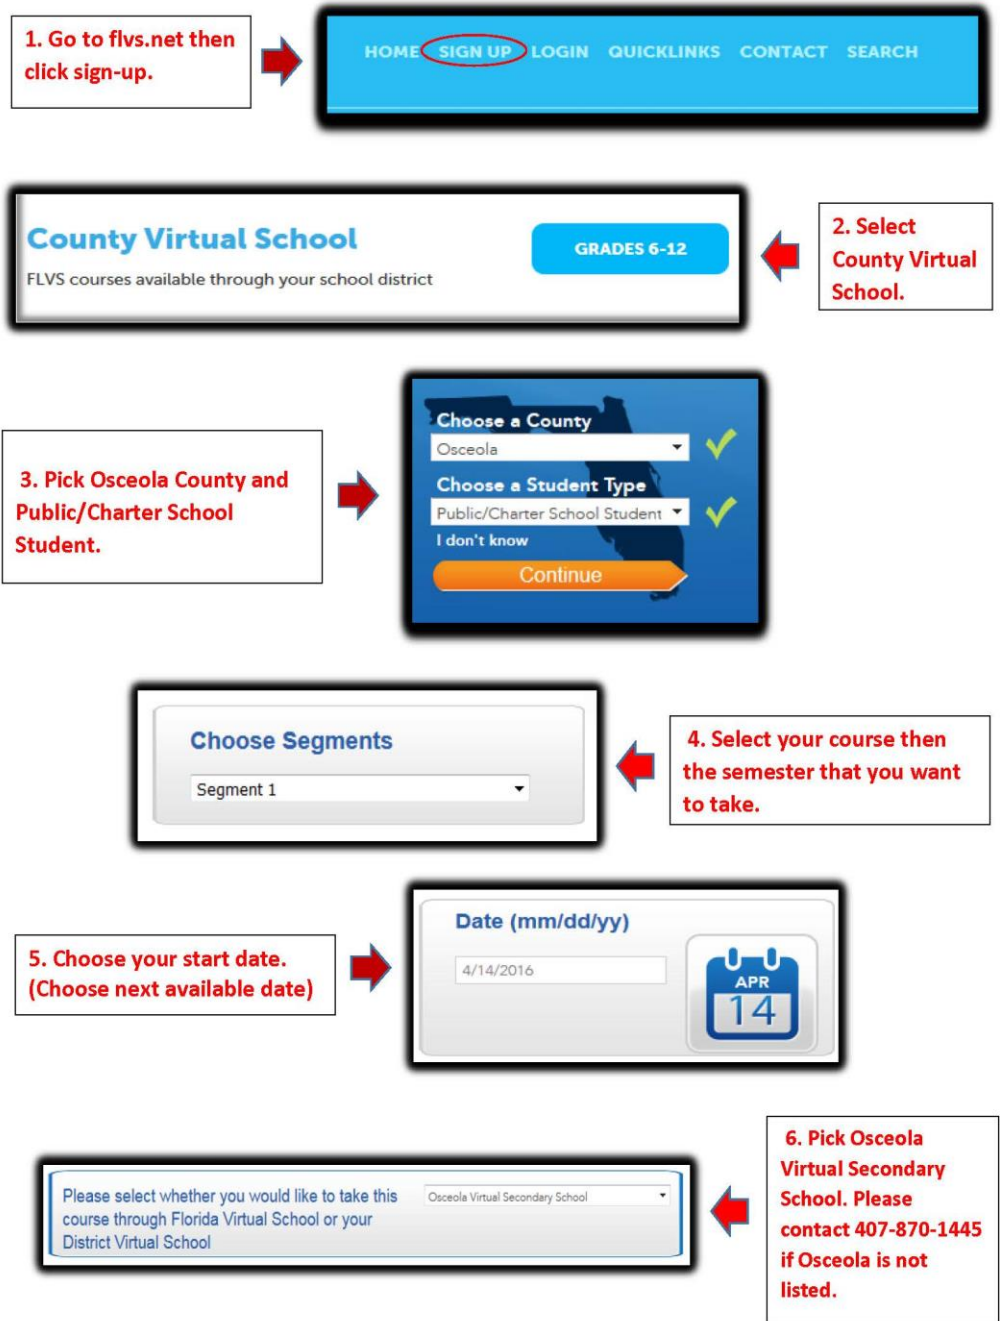 1. Go to flvs.net then
click sign-up.
HOME SIGN UP LOGIN QUICKLINKS CONTACT SEARCH
County Virtual School
FLVS courses available through your school district
GRADES 6-12
2. Select
County Virtual
School.
3. Pick Osceola County and
Public/Charter School
Student.
Choose a County
Osceola
Choose a Student Type
Public/Charter School Student
I don't know
Continue
Choose Segments
Segment 1
4. Select your course then
the semester that you want
to take.
5. Choose your start date.
(Choose next available date)
Date (mm/dd/yy)
4/14/2016
APR
14
Please select whether you would like to take this
course through Florida Virtual School or your
District Virtual School
Osceola Virtual Secondary School
6. Pick Osceola
Virtual Secondary
School. Please
contact 407-870-1445
if Osceola is not
listed.